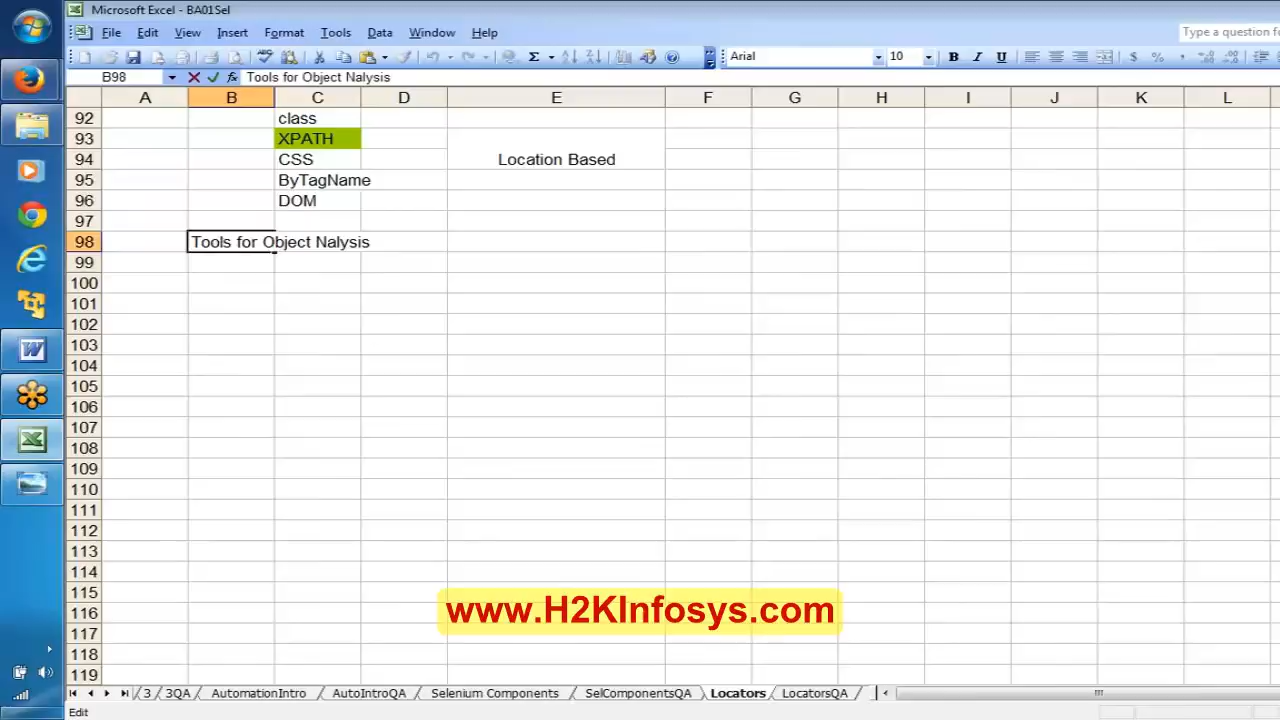 Microsoft Excel - BA01Sel
File Edit View Insert Format Tools Data Window Help
Type a question fo
Arial 10 B I U $ %
B98 fx Tools for Object Nalysis
A B C D E F G H I J K L
92 class
93 XPATH
94 CSS Location Based
95 ByTagName
96 DOM
97
98 Tools for Object Nalysis
99
100
101
102
103
104
105
106
107
108
109
110
111
112
113
114
115
116
117
118
119
www.H2KInfosys.com
3 3QA AutomationIntro AutoIntroQA Selenium Components SelComponentsQA Locators LocatorsQA
Edit